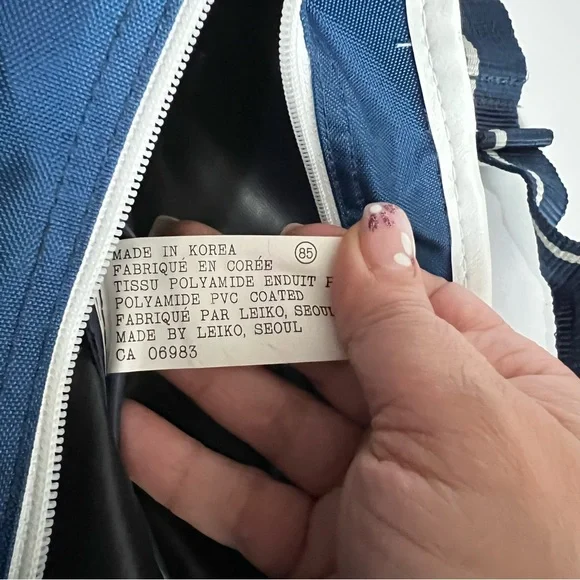 MADE IN KOREA 85
FABRIQUÉ EN CORÉE
TISSU POLYAMIDE ENDUIT
POLYAMIDE PVC COATED
FABRIQUÉ PAR LEIKO, SEOUL
MADE BY LEIKO, SEOUL
CA 06983